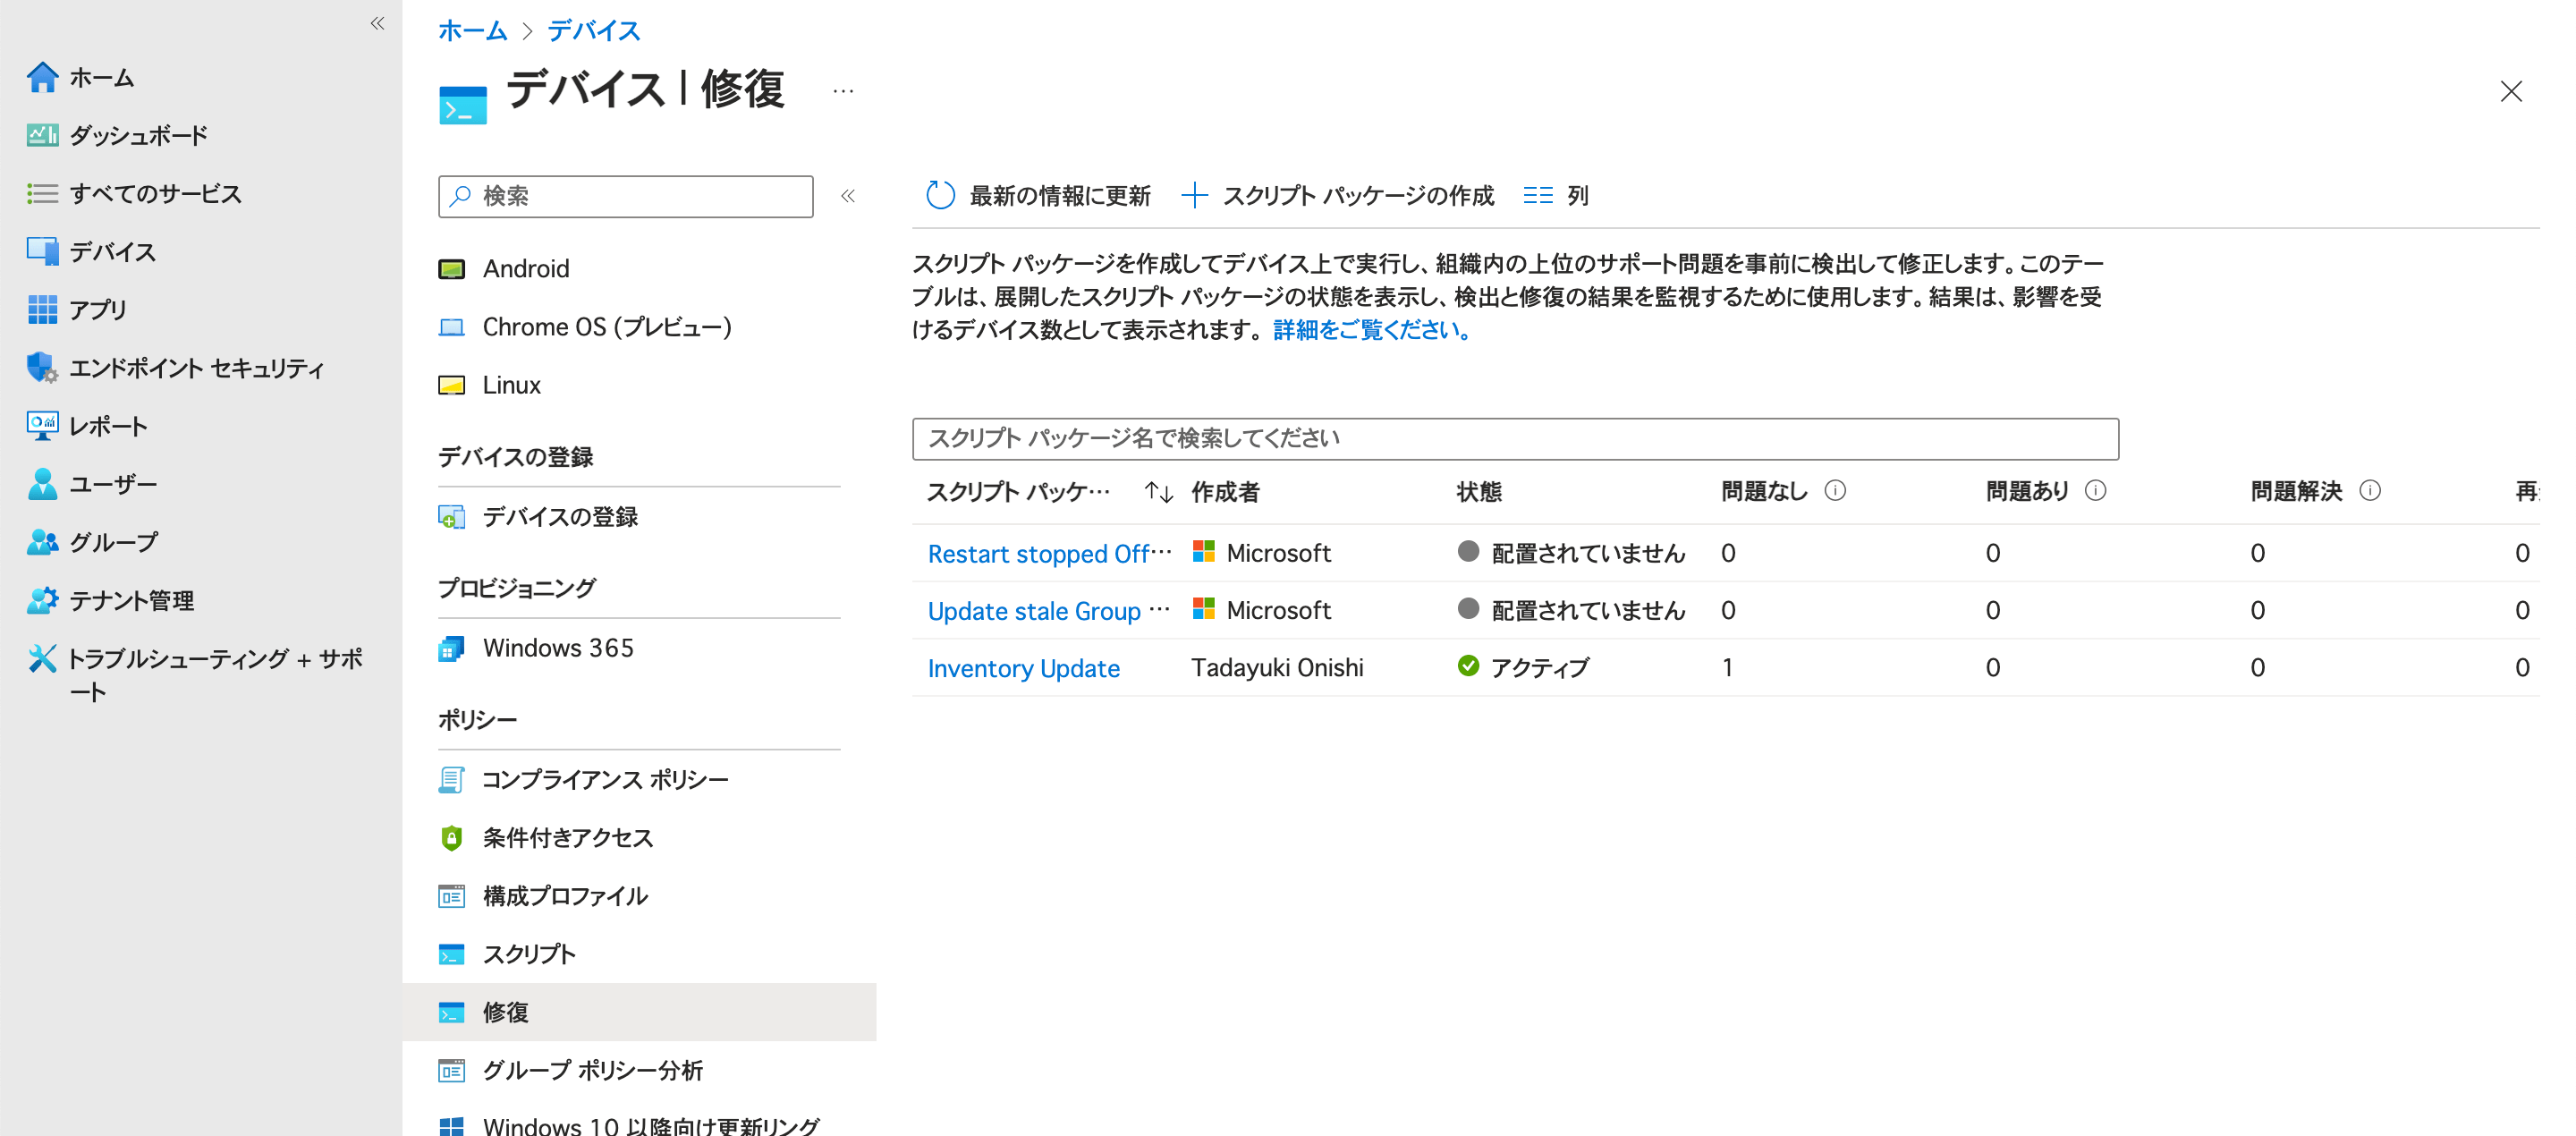 ホーム
ダッシュボード
すべてのサービス
デバイス
アプリ
エンドポイント セキュリティ
レポート
ユーザー
グループ
テナント管理
トラブルシューティング + サポ
ート
ホーム > デバイス
デバイス | 修復 …
検索
Android
Chrome OS (プレビュー)
Linux
デバイスの登録
デバイスの登録
プロビジョニング
Windows 365
ポリシー
コンプライアンス ポリシー
条件付きアクセス
構成プロファイル
スクリプト
修復
グループ ポリシー分析
Windows 10 以降向け更新リング
最新の情報に更新 スクリプト パッケージの作成 列
スクリプト パッケージを作成してデバイス上で実行し、組織内の上位のサポート問題を事前に検出して修正します。このテー
ブルは、展開したスクリプト パッケージの状態を表示し、検出と修復の結果を監視するために使用します。結果は、影響を受
けるデバイス数として表示されます。 詳細をご覧ください。
スクリプト パッケージ名で検索してください
スクリプト パッケ… 作成者 状態 問題なし 問題あり 問題解決 再
Restart stopped Off… Microsoft 配置されていません 0 0 0 0
Update stale Group … Microsoft 配置されていません 0 0 0 0
Inventory Update Tadayuki Onishi アクティブ 1 0 0 0